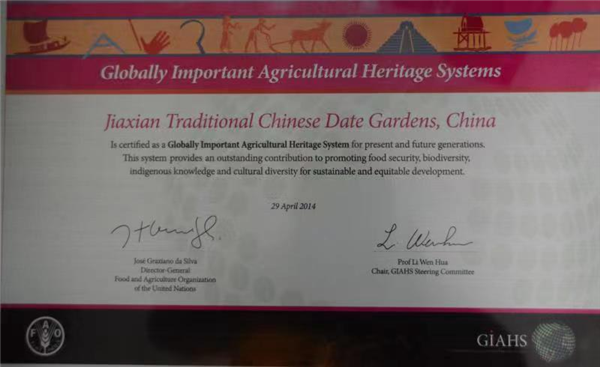 Globally Important Agricultural Heritage Systems
Jiaxian Traditional Chinese Date Gardens, China
Is certified as a Globally Important Agricultural Heritage System for present and future generations.
This system provides an outstanding contribution to promoting food security, biodiversity,
indigenous knowledge and cultural diversity for sustainable and equitable development.
29 April 2014
José Graziano da Silva
Director-General
Food and Agriculture Organization
of the United Nations
L. Wenhua
Prof Li Wen Hua
Chair, GIAHS Steering Committee
FAO
GIAHS